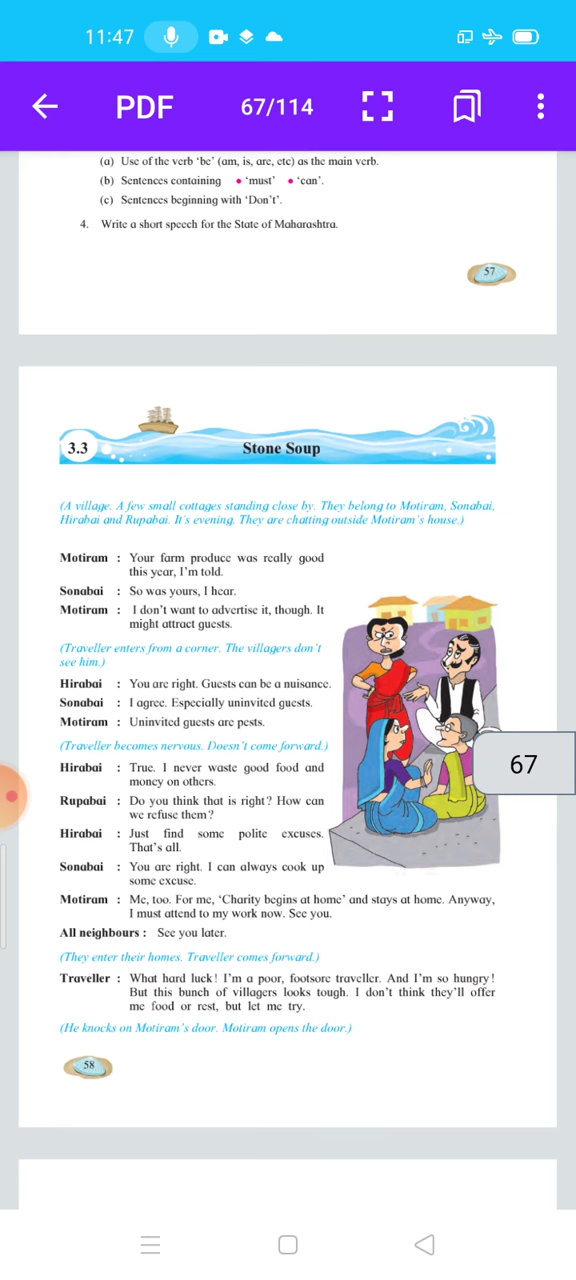 11:47
PDF 67/114
(a) Use of the verb ‘be’ (am, is, are, etc) as the main verb.
(b) Sentences containing • ‘must’ • ‘can’.
(c) Sentences beginning with ‘Don’t’.
4. Write a short speech for the State of Maharashtra.
57
3.3 Stone Soup
(A village. A few small cottages standing close by. They belong to Motiram, Sonabai,
Hirabai and Rupabai. It’s evening. They are chatting outside Motiram’s house.)
Motiram : Your farm produce was really good
this year, I’m told.
Sonabai : So was yours, I hear.
Motiram : I don’t want to advertise it, though. It
might attract guests.
(Traveller enters from a corner. The villagers don’t
see him.)
Hirabai : You are right. Guests can be a nuisance.
Sonabai : I agree. Especially uninvited guests.
Motiram : Uninvited guests are pests.
(Traveller becomes nervous. Doesn’t come forward.)
Hirabai : True. I never waste good food and
money on others.
Rupabai : Do you think that is right? How can
we refuse them?
Hirabai : Just find some polite excuses.
That’s all.
Sonabai : You are right. I can always cook up
some excuse.
Motiram : Me, too. For me, ‘Charity begins at home’ and stays at home. Anyway,
I must attend to my work now. See you.
All neighbours : See you later.
(They enter their homes. Traveller comes forward.)
Traveller : What hard luck! I’m a poor, footsore traveller. And I’m so hungry!
But this bunch of villagers looks tough. I don’t think they’ll offer
me food or rest, but let me try.
(He knocks on Motiram’s door. Motiram opens the door.)
58
67